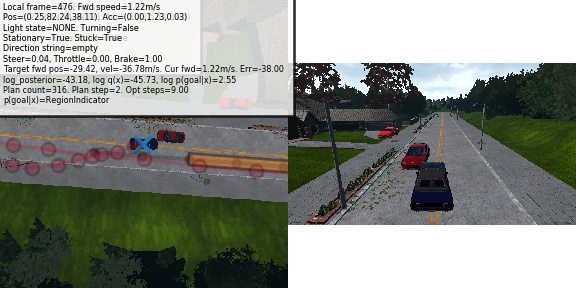 Local frame=476. Fwd speed=1.22m/s
Pos=(0.25,82.24,38.11). Acc=(0.00,1.23,0.03)
Light state=NONE. Turning=False
Stationary=True. Stuck=True
Direction string=empty
Steer=0.04, Throttle=0.00, Brake=1.00
Target fwd pos=-29.42, vel=-36.78m/s. Cur fwd=1.22m/s. Err=-38.00
log_posterior=-43.18, log q(x)=-45.73, log p(goal|x)=2.55
Plan count=316. Plan step=2. Opt steps=9.00
p(goal|x)=RegionIndicator